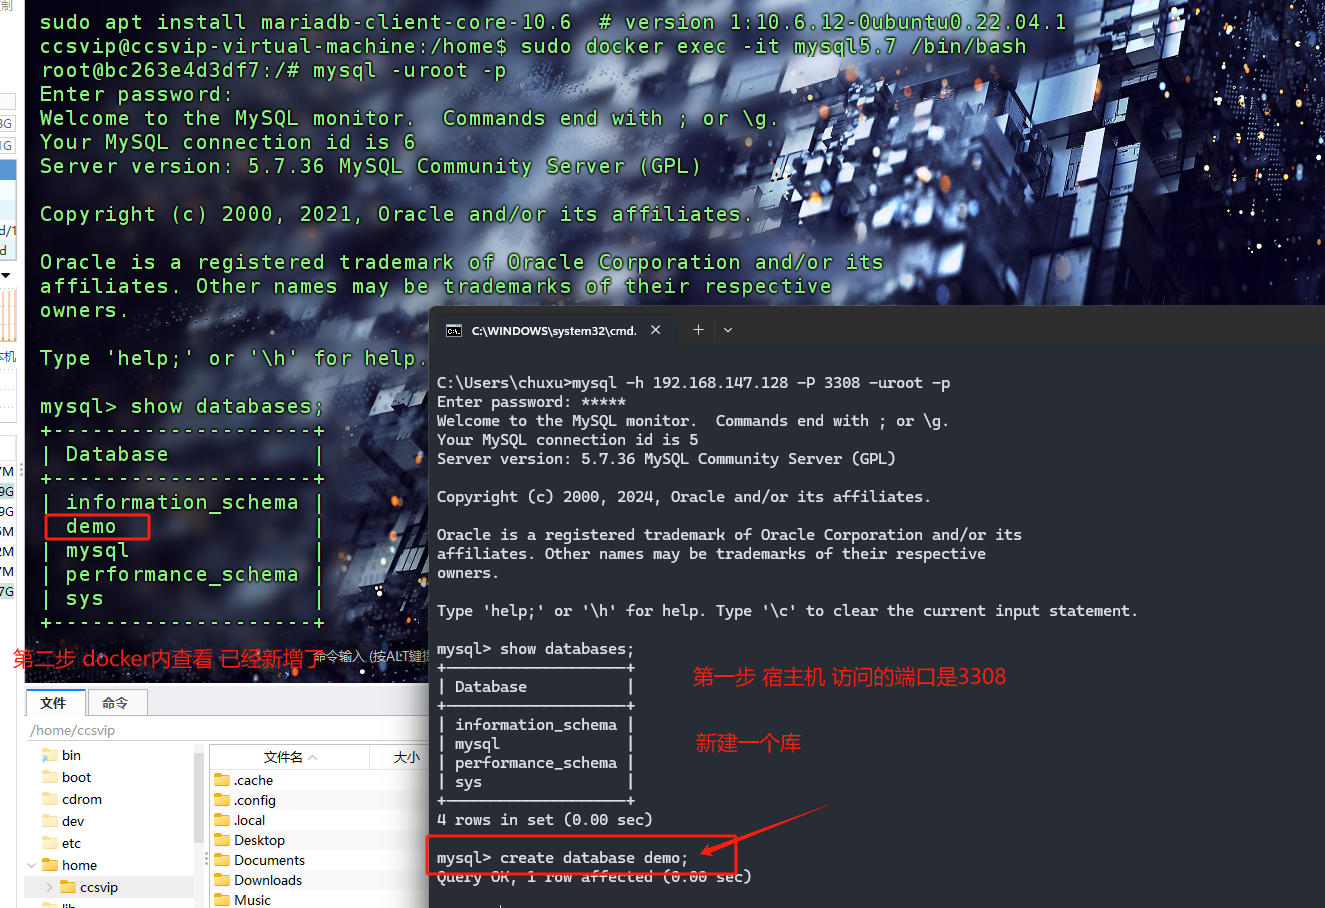 sudo apt install mariadb-client-core-10.6  # version 1:10.6.12-0ubuntu0.22.04.1
ccsvip@ccsvip-virtual-machine:/home$ sudo docker exec -it mysql5.7 /bin/bash
root@bc263e4d3df7:/# mysql -uroot -p
Enter password:
Welcome to the MySQL monitor.  Commands end with ; or \g.
Your MySQL connection id is 6
Server version: 5.7.36 MySQL Community Server (GPL)
Copyright (c) 2000, 2021, Oracle and/or its affiliates.
Oracle is a registered trademark of Oracle Corporation and/or its
affiliates. Other names may be trademarks of their respective
owners.
Type 'help;' or '\h' for help.
mysql> show databases;
+--------------------+
| Database           |
+--------------------+
| information_schema |
| demo               |
| mysql              |
| performance_schema |
| sys                |
+--------------------+
第二步 docker内查看 已经新增了
命令输入 (按ALT键提
文件
命令
/home/ccsvip
bin
boot
cdrom
dev
etc
home
ccsvip
lib
文件名
大小
.cache
.config
.local
Desktop
Documents
Downloads
Music
C:\WINDOWS\system32\cmd.
C:\Users\chuxu>mysql -h 192.168.147.128 -P 3308 -uroot -p
Enter password: *****
Welcome to the MySQL monitor.  Commands end with ; or \g.
Your MySQL connection id is 5
Server version: 5.7.36 MySQL Community Server (GPL)
Copyright (c) 2000, 2024, Oracle and/or its affiliates.
Oracle is a registered trademark of Oracle Corporation and/or its
affiliates. Other names may be trademarks of their respective
owners.
Type 'help;' or '\h' for help. Type '\c' to clear the current input statement.
mysql> show databases;
+--------------------+
| Database           |
+--------------------+
| information_schema |
| mysql              |
| performance_schema |
| sys                |
+--------------------+
4 rows in set (0.00 sec)
mysql> create database demo;
Query OK, 1 row affected (0.00 sec)
第一步 宿主机 访问的端口是3308
新建一个库